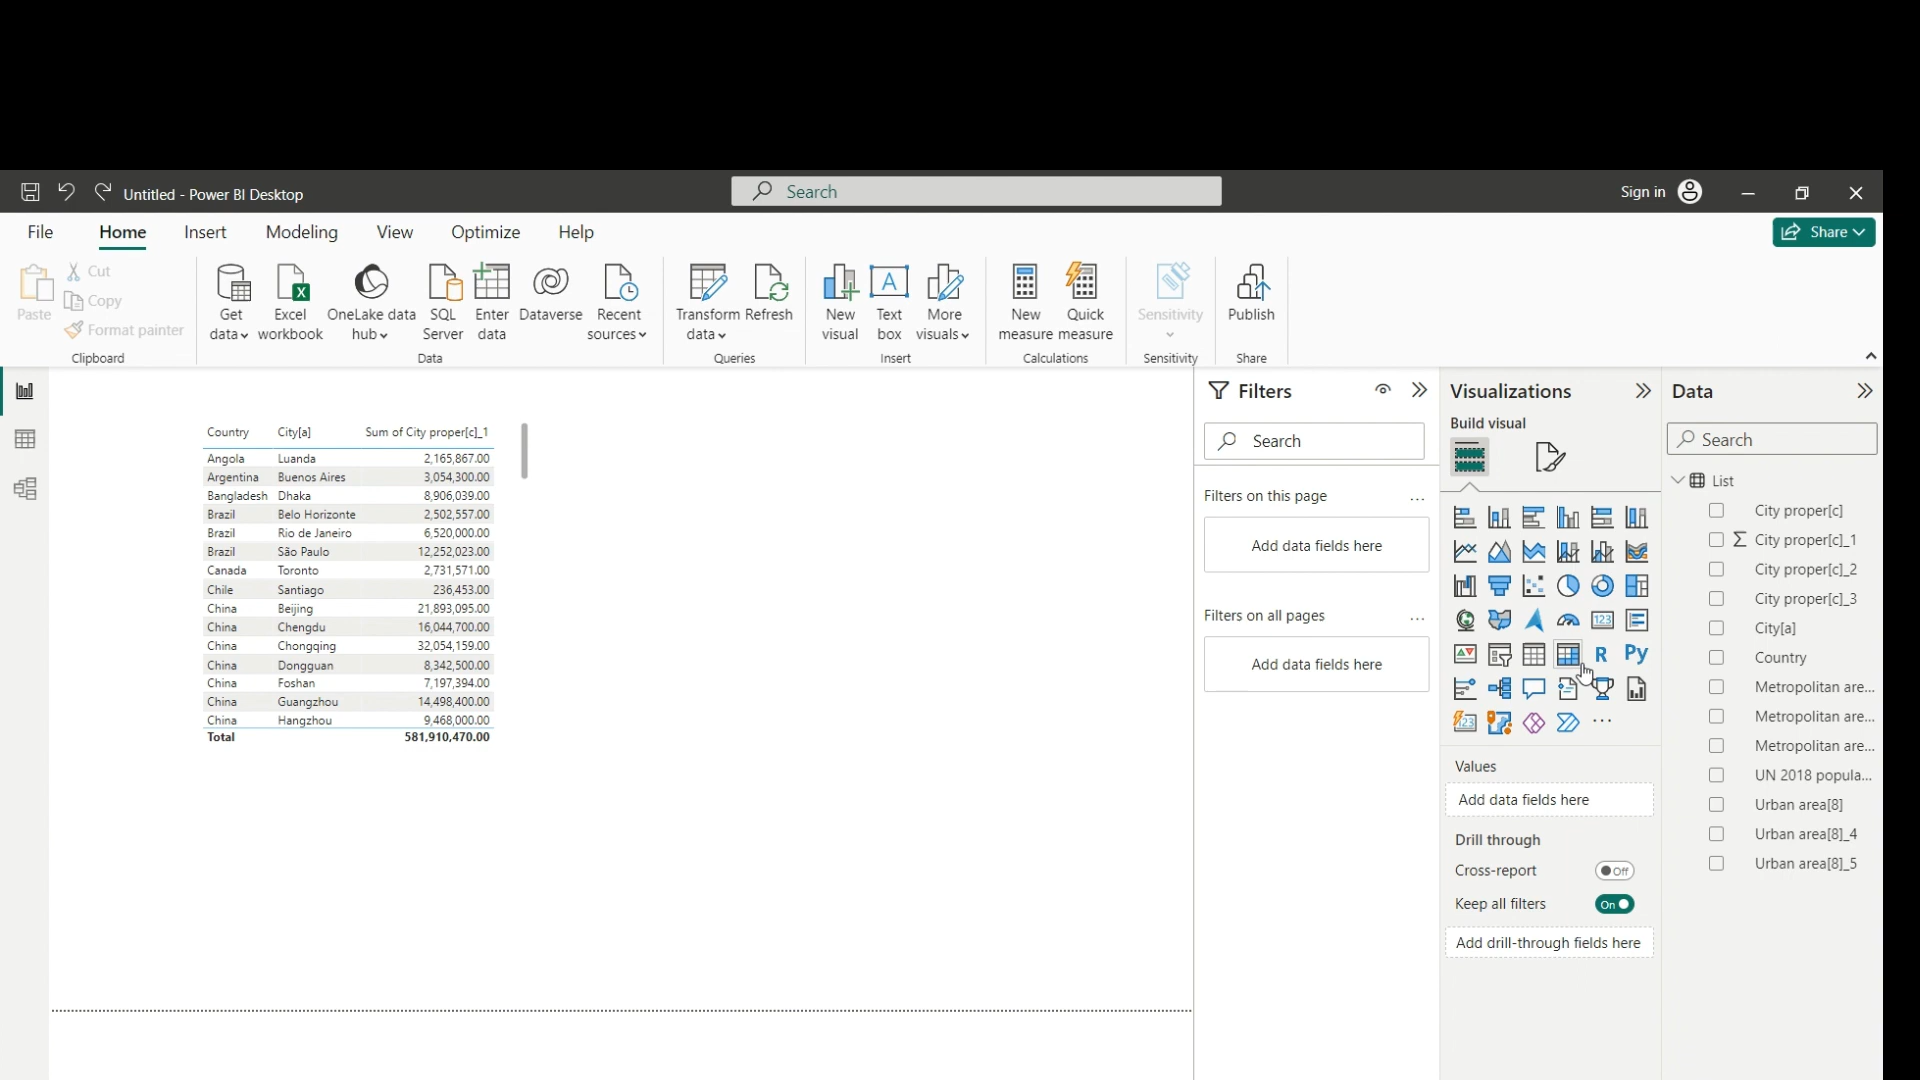 Untitled - Power BI Desktop
Search
Sign in
File Home Insert Modeling View Optimize Help
Share
Paste
Cut
Copy
Format painter
Clipboard
Get data
Excel workbook
OneLake data hub
SQL Server
Enter data
Dataverse
Recent sources
Data
Transform data
Refresh
Queries
New visual
Text box
More visuals
Insert
New measure
Quick measure
Calculations
Sensitivity
Sensitivity
Publish
Share
Country City[a] Sum of City proper[c]_1
Angola Luanda 2,165,867.00
Argentina Buenos Aires 3,054,300.00
Bangladesh Dhaka 8,906,039.00
Brazil Belo Horizonte 2,502,557.00
Brazil Rio de Janeiro 6,520,000.00
Brazil São Paulo 12,252,023.00
Canada Toronto 2,731,571.00
Chile Santiago 236,453.00
China Beijing 21,893,095.00
China Chengdu 16,044,700.00
China Chongqing 32,054,159.00
China Dongguan 8,342,500.00
China Foshan 7,197,394.00
China Guangzhou 14,498,400.00
China Hangzhou 9,468,000.00
Total 581,910,470.00
Filters
Search
Filters on this page ...
Add data fields here
Filters on all pages ...
Add data fields here
Visualizations
Build visual
123
R Py
123
...
Values
Add data fields here
Drill through
Cross-report Off
Keep all filters On
Add drill-through fields here
Data
Search
List
City proper[c]
Σ City proper[c]_1
City proper[c]_2
City proper[c]_3
City[a]
Country
Metropolitan are...
Metropolitan are...
Metropolitan are...
UN 2018 popula...
Urban area[8]
Urban area[8]_4
Urban area[8]_5